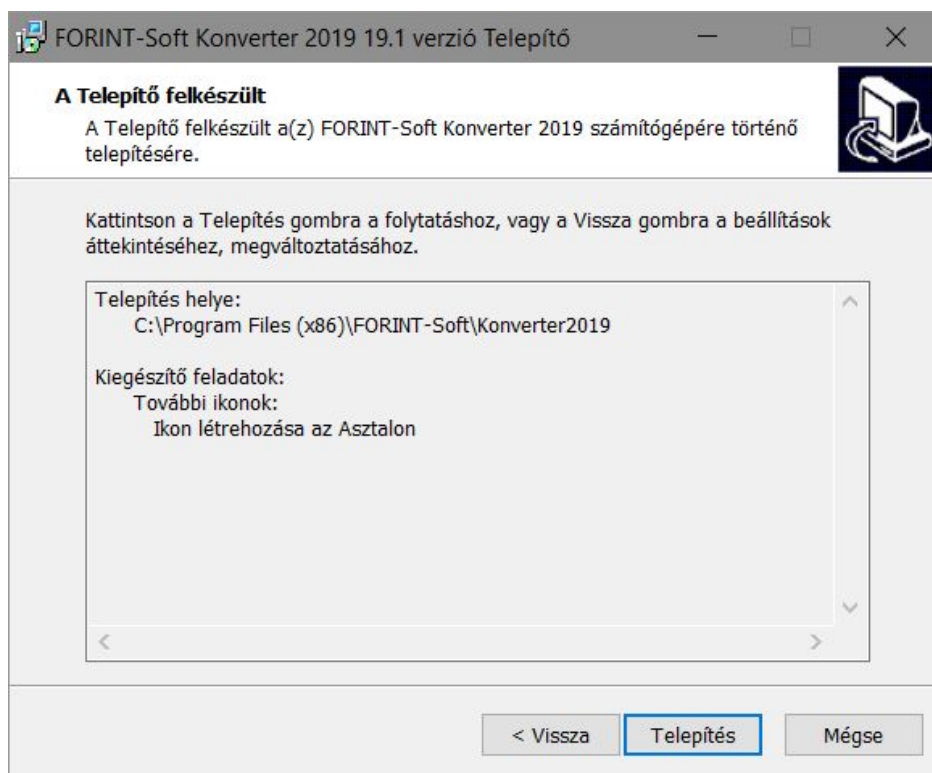 FORINT-Soft Konverter 2019 19.1 verzió Telepítő
A Telepítő felkészült
A Telepítő felkészült a(z) FORINT-Soft Konverter 2019 számítógépére történő
telepítésére.
Kattintson a Telepítés gombra a folytatáshoz, vagy a Vissza gombra a beállítások
áttekintéséhez, megváltoztatásához.
Telepítés helye:
C:\Program Files (x86)\FORINT-Soft\Konverter2019
Kiegészítő feladatok:
További ikonok:
Ikon létrehozása az Asztalon
< Vissza
Telepítés
Mégse